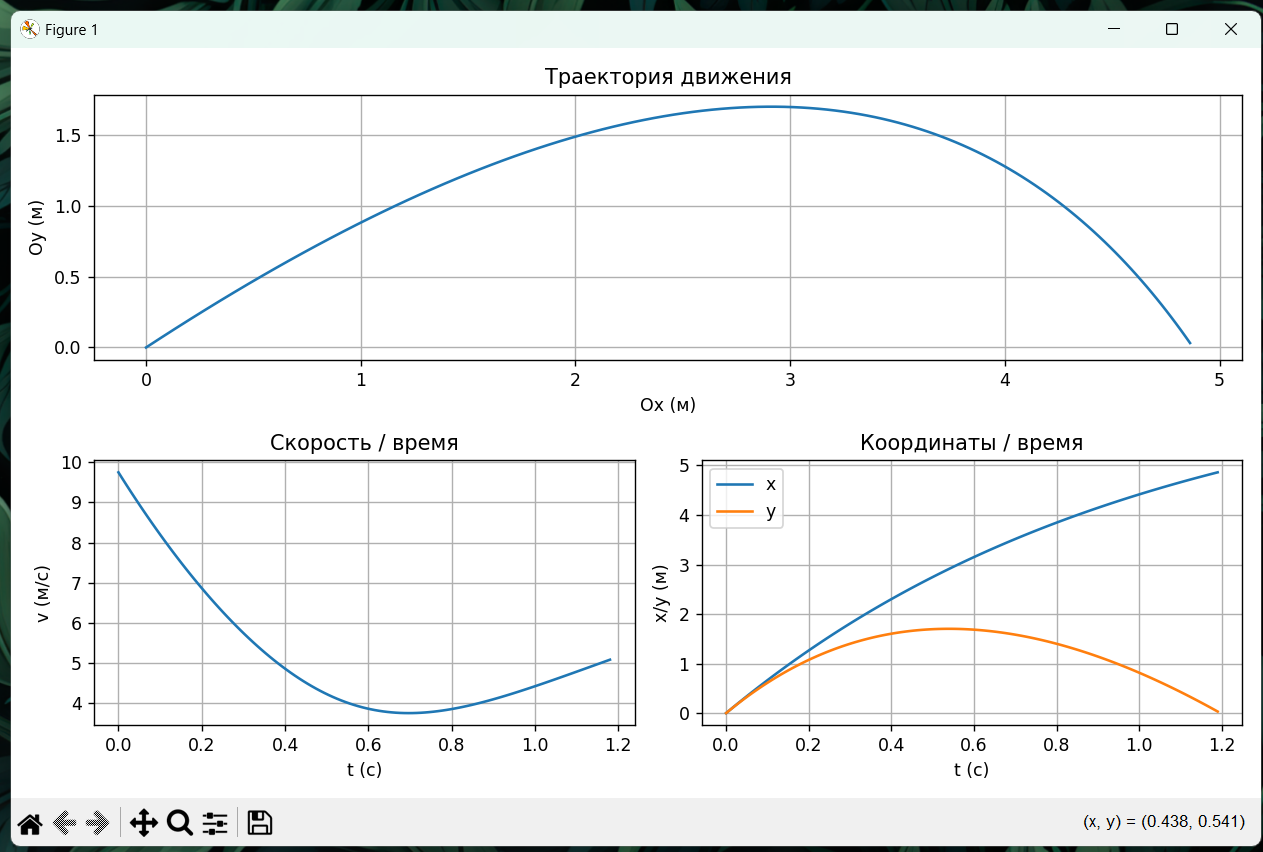 Figure 1
Траектория движения
1.5
1.0
0.5
0.0
Oy (м)
0 1 2 3 4 5
Ox (м)
Скорость / время
10
9
8
7
6
5
4
v (м/с)
0.0 0.2 0.4 0.6 0.8 1.0 1.2
t (с)
Координаты / время
x
y
5
4
3
2
1
0
x/y (м)
0.0 0.2 0.4 0.6 0.8 1.0 1.2
t (с)
(x, y) = (0.438, 0.541)